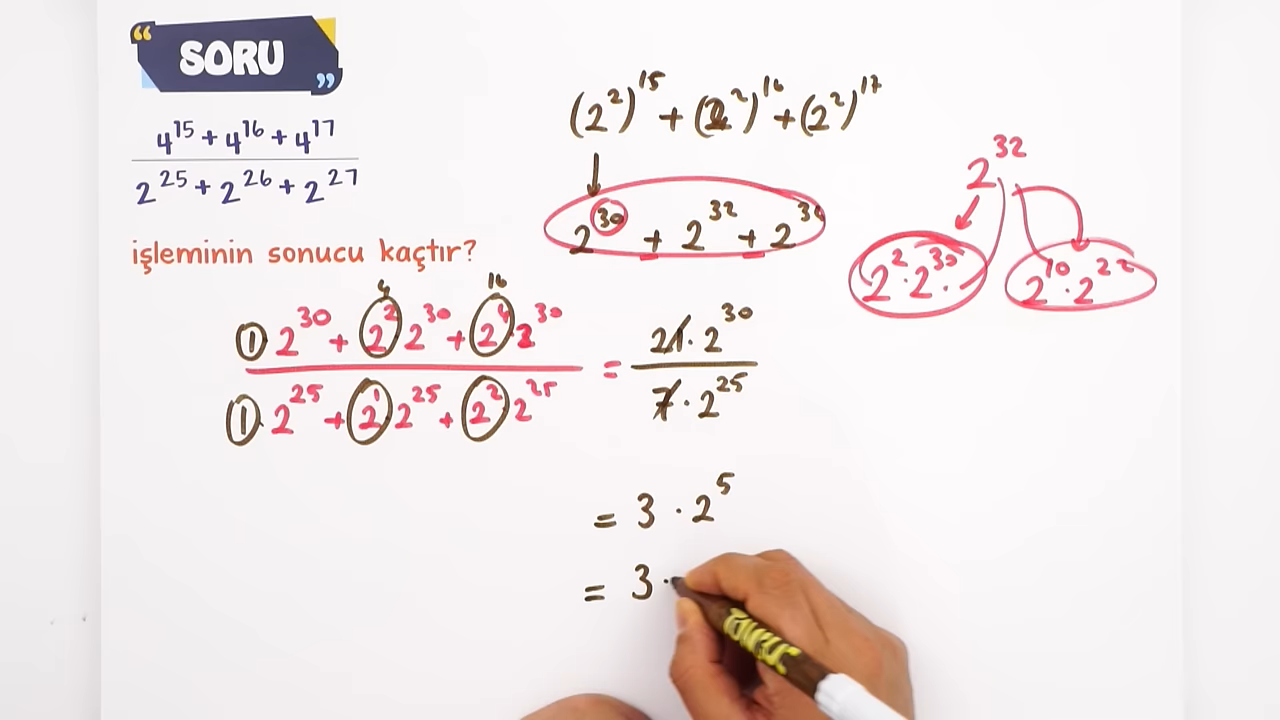 “ SORU ”
4^15 + 4^16 + 4^17
2^25 + 2^26 + 2^27
işleminin sonucu kaçtır?
(2^2)^15 + (2^2)^16 + (2^2)^17
2^30 + 2^32 + 2^34
2^32
2^2 · 2^30
2^10 · 2^22
4 16
1 · 2^30 + 2^2 2^30 + 2^4 2^30 = 21 · 2^30
1 · 2^25 + 2^1 2^25 + 2^2 2^25 7 · 2^25
= 3 · 2^5
= 3 ·